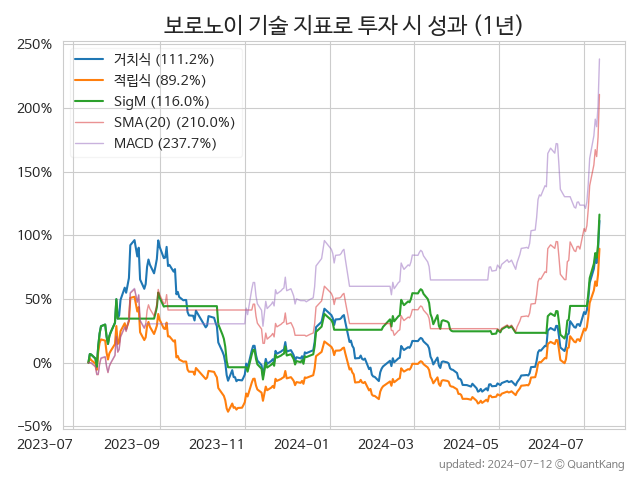 보로노이 기술 지표로 투자 시 성과 (1년)
250%
200%
150%
100%
50%
0%
−50%
거치식 (111.2%)
적립식 (89.2%)
SigM (116.0%)
SMA(20) (210.0%)
MACD (237.7%)
2023-07 2023-09 2023-11 2024-01 2024-03 2024-05 2024-07
updated: 2024-07-12 © QuantKang